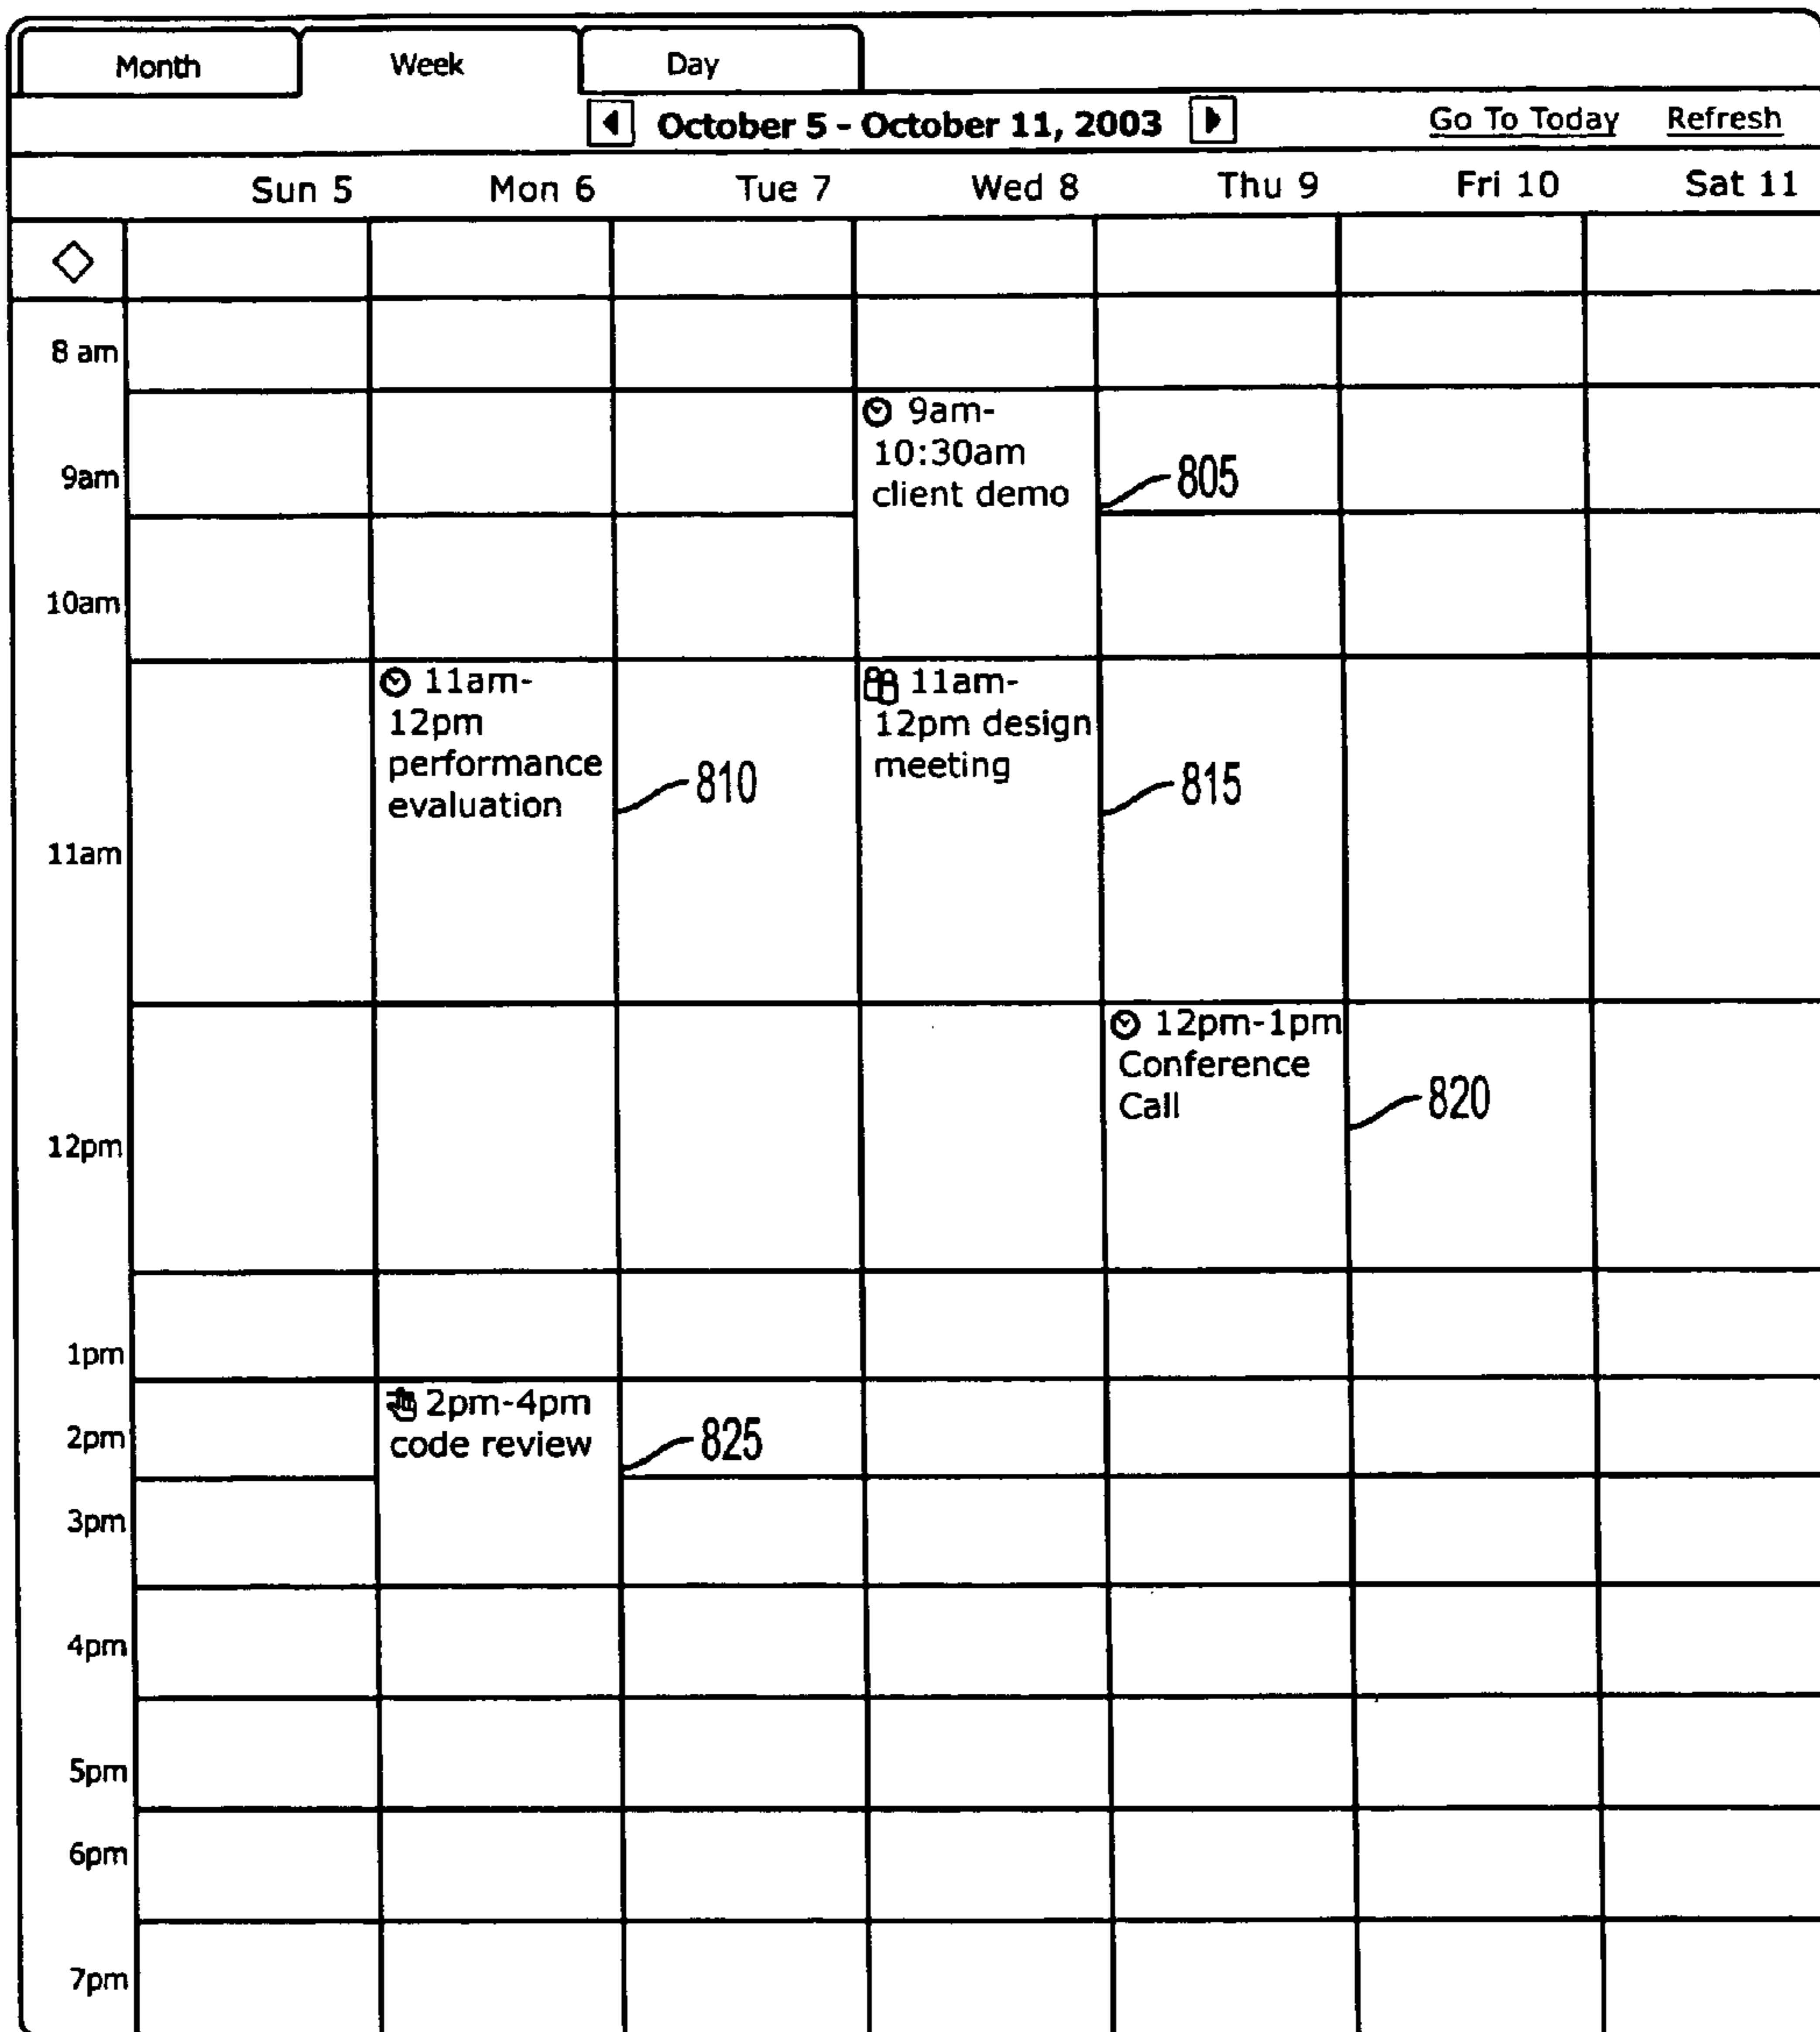 Month Week Day
October 5 - October 11, 2003 Go To Today Refresh
Sun 5 Mon 6 Tue 7 Wed 8 Thu 9 Fri 10 Sat 11
8 am
9am-
10:30am
client demo
805
9am
10am
11am-
12pm
performance
evaluation
810
11am-
12pm design
meeting
815
11am
12pm-1pm
Conference
Call
820
12pm
1pm
2pm-4pm
code review
825
2pm
3pm
4pm
5pm
6pm
7pm